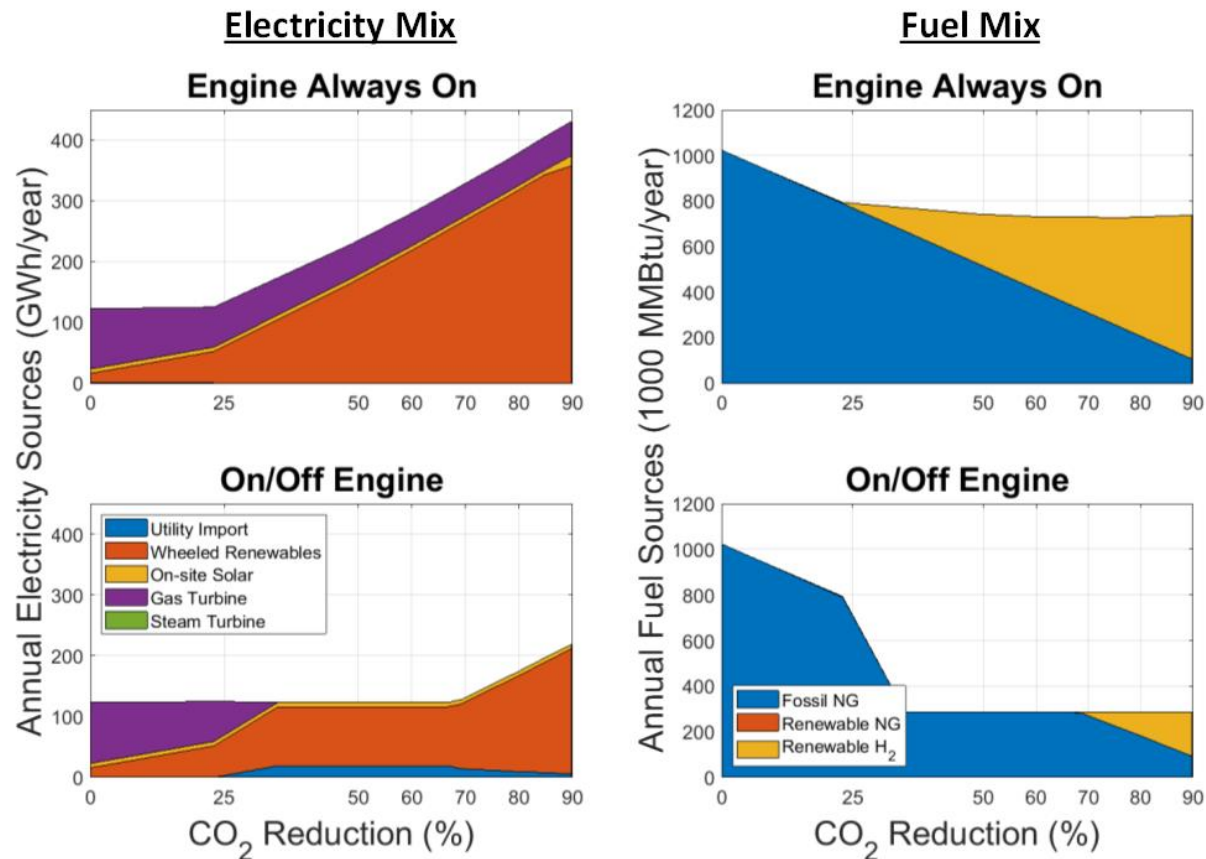 Electricity Mix
Fuel Mix
Engine Always On
400
300
200
100
0
0 25 50 60 70 80 90
Engine Always On
1200
1000
800
600
400
200
0
0 25 50 60 70 80 90
Annual Electricity Sources (GWh/year)
Annual Fuel Sources (1000 MMBtu/year)
On/Off Engine
400
300
200
100
0
Utility Import
Wheeled Renewables
On-site Solar
Gas Turbine
Steam Turbine
0 25 50 60 70 80 90
CO2 Reduction (%)
On/Off Engine
1200
1000
800
600
400
200
0
Fossil NG
Renewable NG
Renewable H2
0 25 50 60 70 80 90
CO2 Reduction (%)